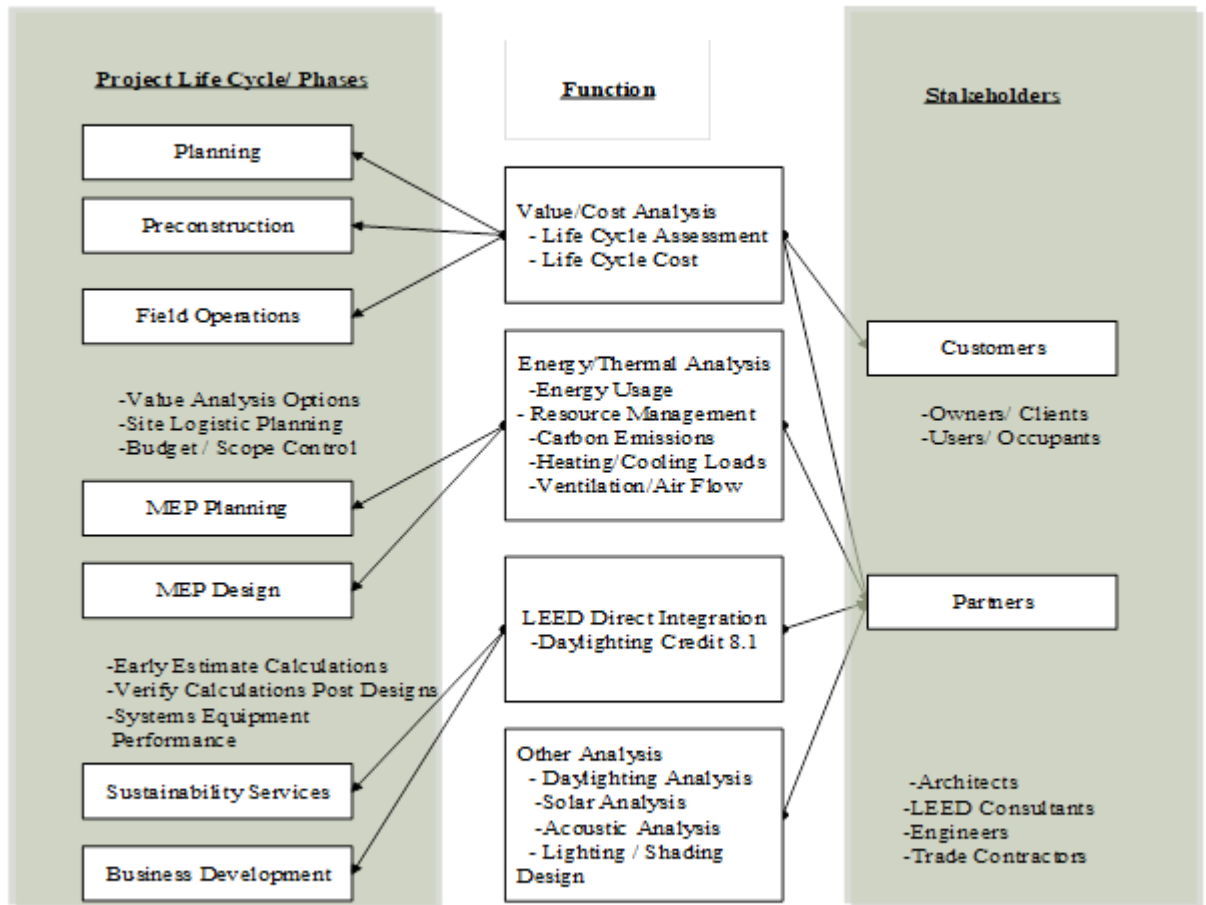 Project Life Cycle/ Phases
Planning
Preconstruction
Field Operations
-Value Analysis Options
-Site Logistic Planning
-Budget / Scope Control
MEP Planning
MEP Design
-Early Estimate Calculations
-Verify Calculations Post Designs
-Systems Equipment
Performance
Sustainability Services
Business Development
Function
Value/Cost Analysis
- Life Cycle Assessment
- Life Cycle Cost
Energy/Thermal Analysis
-Energy Usage
- Resource Management
-Carbon Emissions
-Heating/Cooling Loads
-Ventilation/Air Flow
LEED Direct Integration
-Daylighting Credit 8.1
Other Analysis
- Daylighting Analysis
-Solar Analysis
-Acoustic Analysis
- Lighting / Shading
Design
Stakeholders
Customers
-Owners/ Clients
-Users/ Occupants
Partners
-Architects
-LEED Consultants
-Engineers
-Trade Contractors